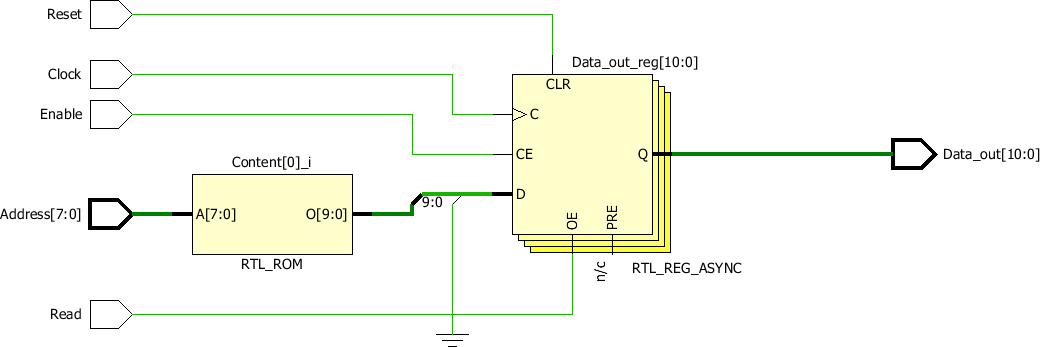 Reset
Data_out_reg[10:0]
Clock
CLR
Enable
C
Content[0]_i
CE
Q
Data_out[10:0]
D
9:0
Address[7:0]
A[7:0]
O[9:0]
OE
PRE
RTL_ROM
n/c
RTL_REG_ASYNC
Read